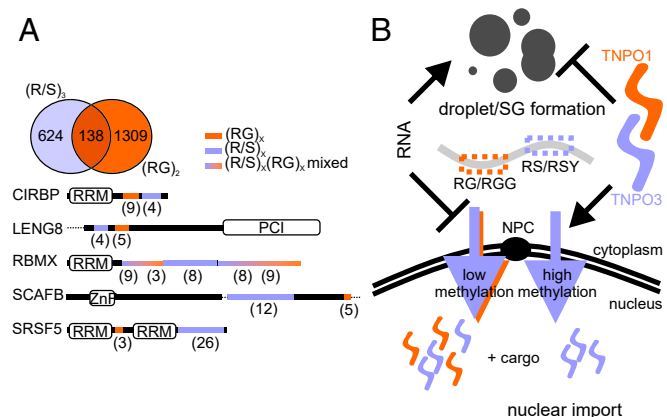 A
(R/S)3
624
138
1309
(RG)2
(RG)x
(R/S)x
(R/S)x(RG)x mixed
CIRBP
RRM
(9) (4)
LENG8
PCI
(4) (5)
RBMX
RRM
(9) (3) (8) (8) (9)
SCAFB
ZnF
(12) (5)
SRSF5
RRM
RRM
(3) (26)
B
TNPO1
droplet/SG formation
RNA
RS/RSY
RG/RGG
TNPO3
NPC
cytoplasm
nucleus
low
methylation
high
methylation
+ cargo
nuclear import